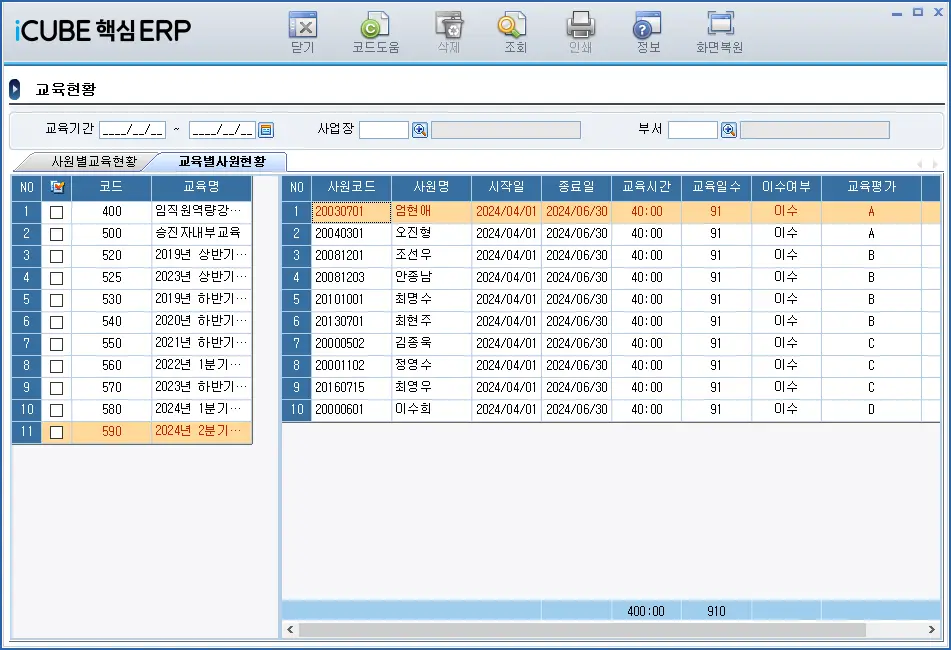 iCUBE 핵심 ERP
닫기 코드도움 삭제 조회 인쇄 정보 화면복원
교육현황
교육기간 ____/__/__ ~ ____/__/__ 사업장 부서
사원별교육현황 교육별사원현황
NO 코드 교육명
1 400 임직원역량강…
2 500 승진자내부교육
3 520 2019년 상반기…
4 525 2023년 상반기…
5 530 2019년 하반기…
6 540 2020년 하반기…
7 550 2021년 하반기…
8 560 2022년 1분기…
9 570 2023년 하반기…
10 580 2024년 1분기…
11 590 2024년 2분기…
NO 사원코드 사원명 시작일 종료일 교육시간 교육일수 이수여부 교육평가
1 20030701 엄현애 2024/04/01 2024/06/30 40:00 91 이수 A
2 20040301 오진형 2024/04/01 2024/06/30 40:00 91 이수 A
3 20081201 조선우 2024/04/01 2024/06/30 40:00 91 이수 B
4 20081203 안종남 2024/04/01 2024/06/30 40:00 91 이수 B
5 20101001 최명수 2024/04/01 2024/06/30 40:00 91 이수 B
6 20130701 최현주 2024/04/01 2024/06/30 40:00 91 이수 B
7 20000502 김종욱 2024/04/01 2024/06/30 40:00 91 이수 C
8 20001102 정영수 2024/04/01 2024/06/30 40:00 91 이수 C
9 20160715 최영우 2024/04/01 2024/06/30 40:00 91 이수 C
10 20000601 이수희 2024/04/01 2024/06/30 40:00 91 이수 D
400:00 910